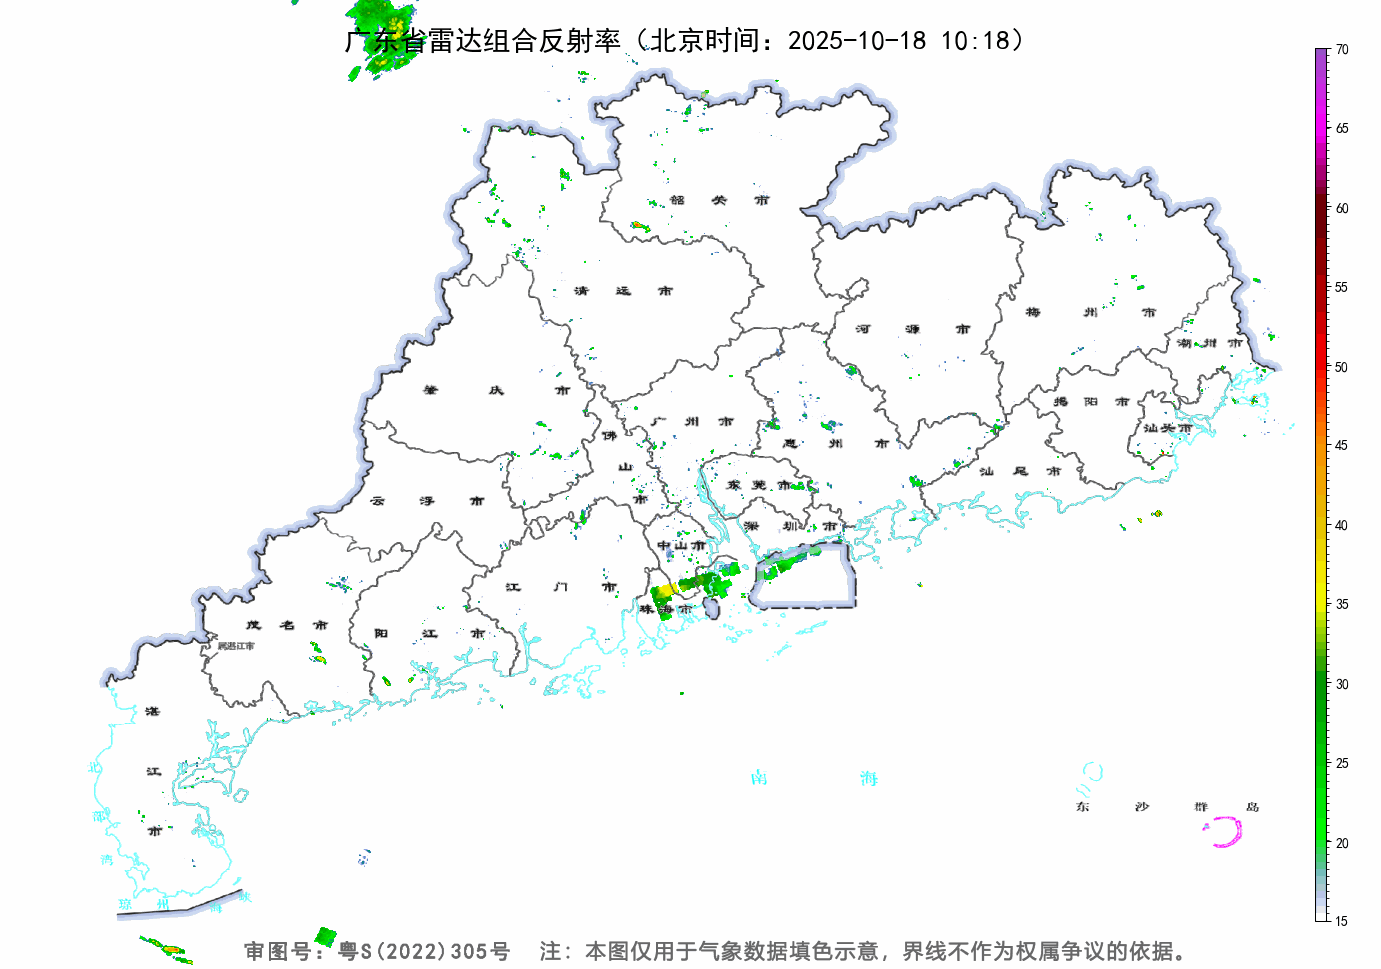 广东省雷达组合反射率（北京时间：2025-10-18 10:18）
70
65
60
55
50
45
40
35
30
25
20
15
韶关市
清远市
河源市
梅州市
潮州市
肇庆市
广州市
惠州市
揭阳市
汕头市
佛山市
东莞市
汕尾市
云浮市
深圳市
中山市
江门市
珠海市
茂名市
属湛江市
阳江市
湛江市
北部湾
南海
东沙群岛
琼州海峡
审图号：粤S(2022)305号 注：本图仅用于气象数据填色示意，界线不作为权属争议的依据。